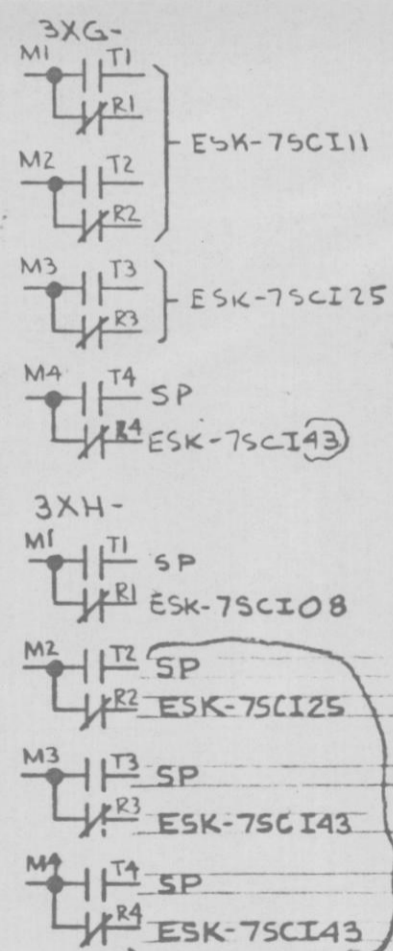 3XG-
M1 T1
R1
ESK-7SCI11
M2 T2
R2
M3 T3
ESK-7SCI25
R3
M4 T4 SP
R4 ESK-7SCI43
3XH-
M1 T1 SP
R1 ESK-7SCI08
M2 T2 SP
R2 ESK-7SCI25
M3 T3 SP
R3 ESK-7SCI43
M4 T4 SP
R4 ESK-7SCI43